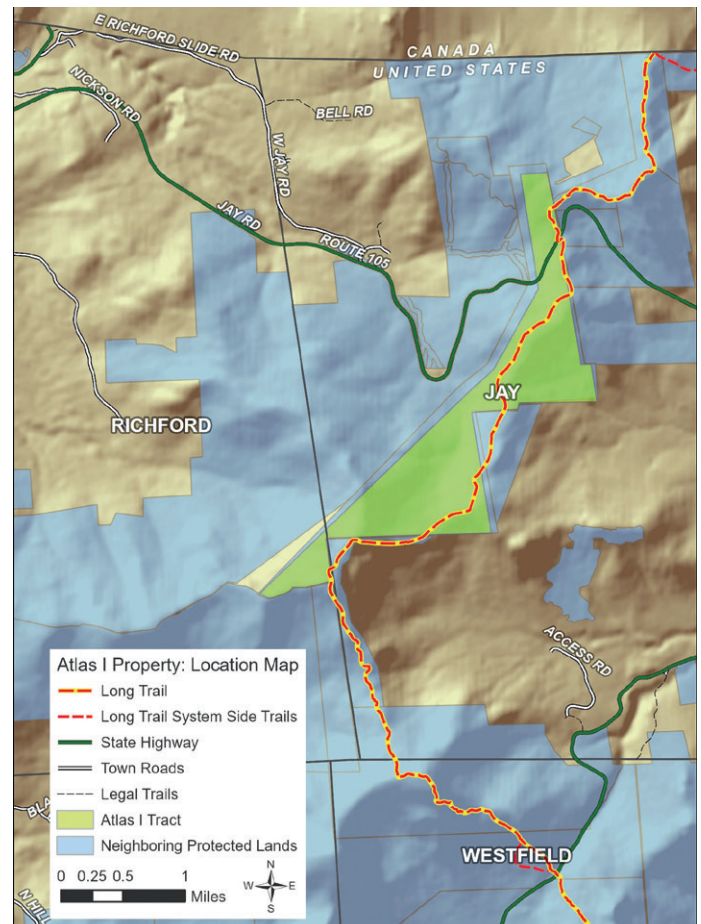 E RICHFORD SLIDE RD
CANADA
UNITED STATES
NICKSON RD
BELL RD
W JAY RD
JAY RD
ROUTE 105
JAY
RICHFORD
ACCESS RD
WESTFIELD
N HILL
Atlas I Property: Location Map
Long Trail
Long Trail System Side Trails
State Highway
Town Roads
Legal Trails
Atlas I Tract
Neighboring Protected Lands
0 0.25 0.5 1
Miles
N
W E
S